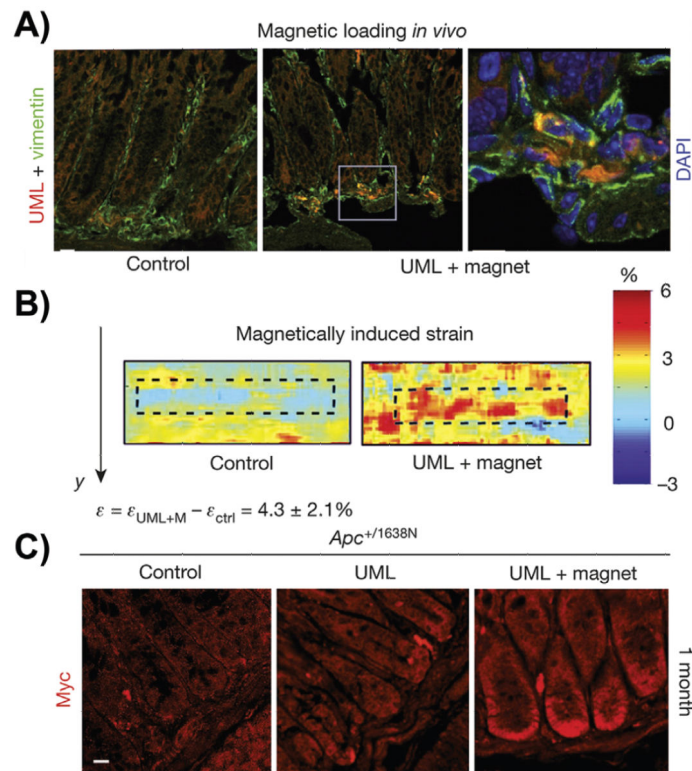 A)
Magnetic loading in vivo
UML + vimentin
DAPI
Control
UML + magnet
B)
%
6
3
0
−3
Magnetically induced strain
Control
UML + magnet
y
ε = εUML+M − εctrl = 4.3 ± 2.1%
C)
Apc+/1638N
Control
UML
UML + magnet
Myc
1 month